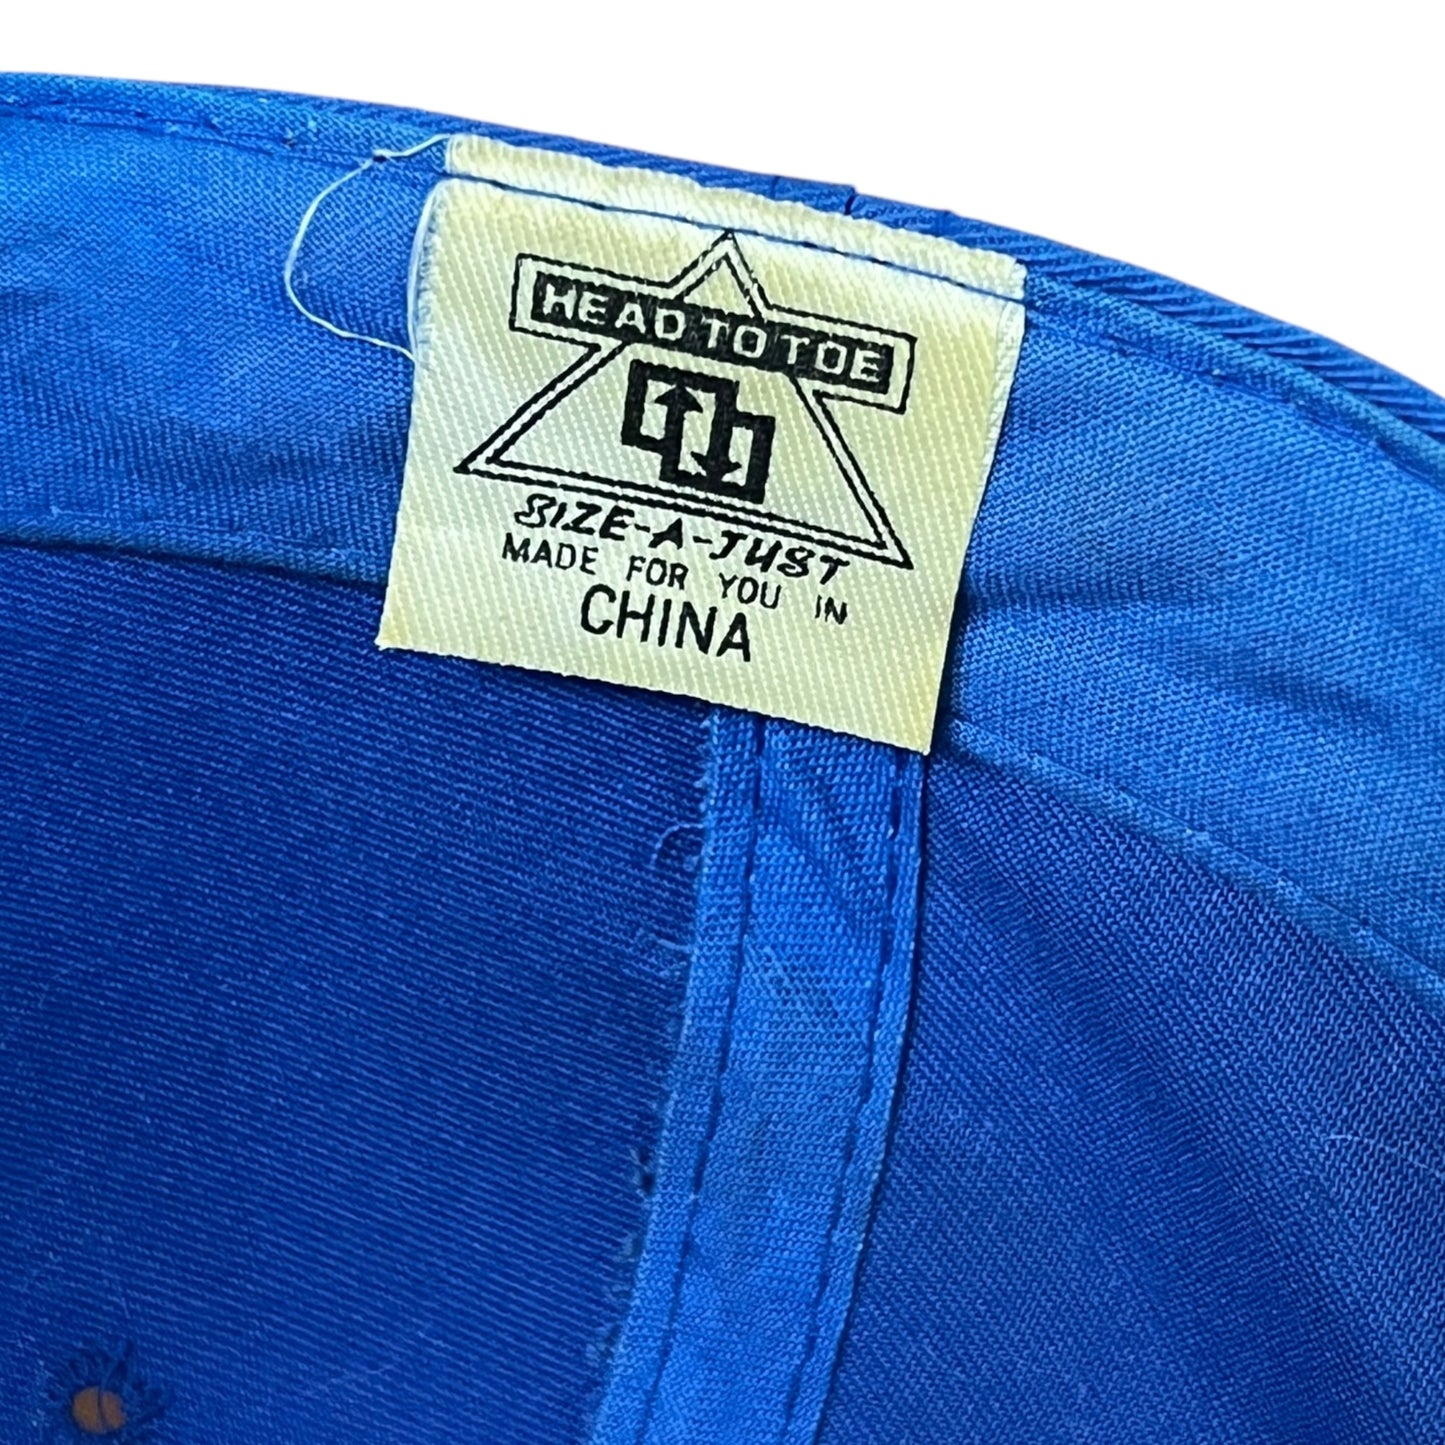 HEAD TO TOE
SIZE-A-JUST
MADE FOR YOU IN
CHINA